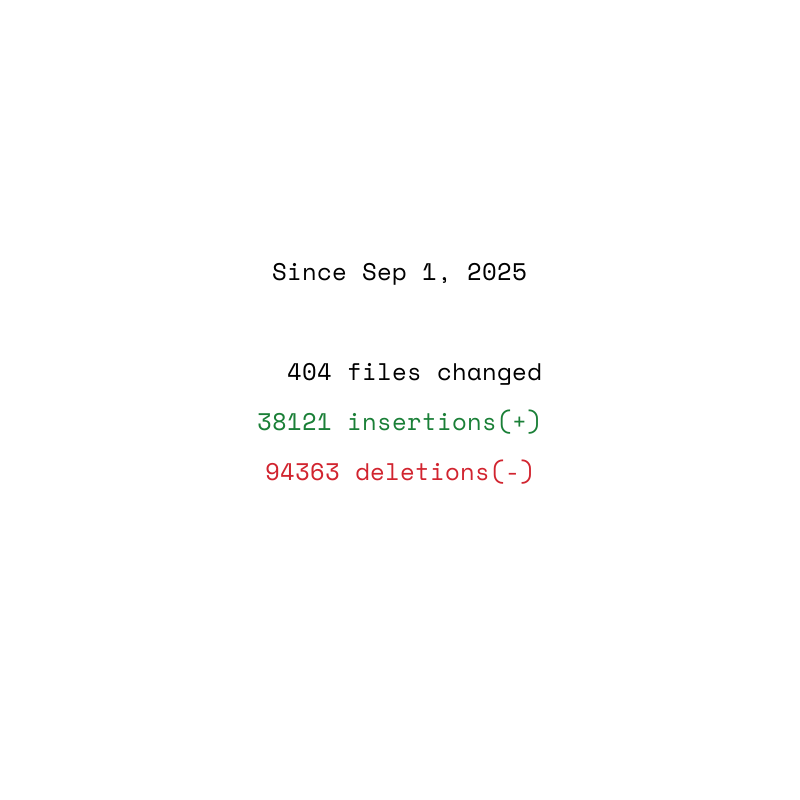 Since Sep 1, 2025
404 files changed
38121 insertions(+)
94363 deletions(-)